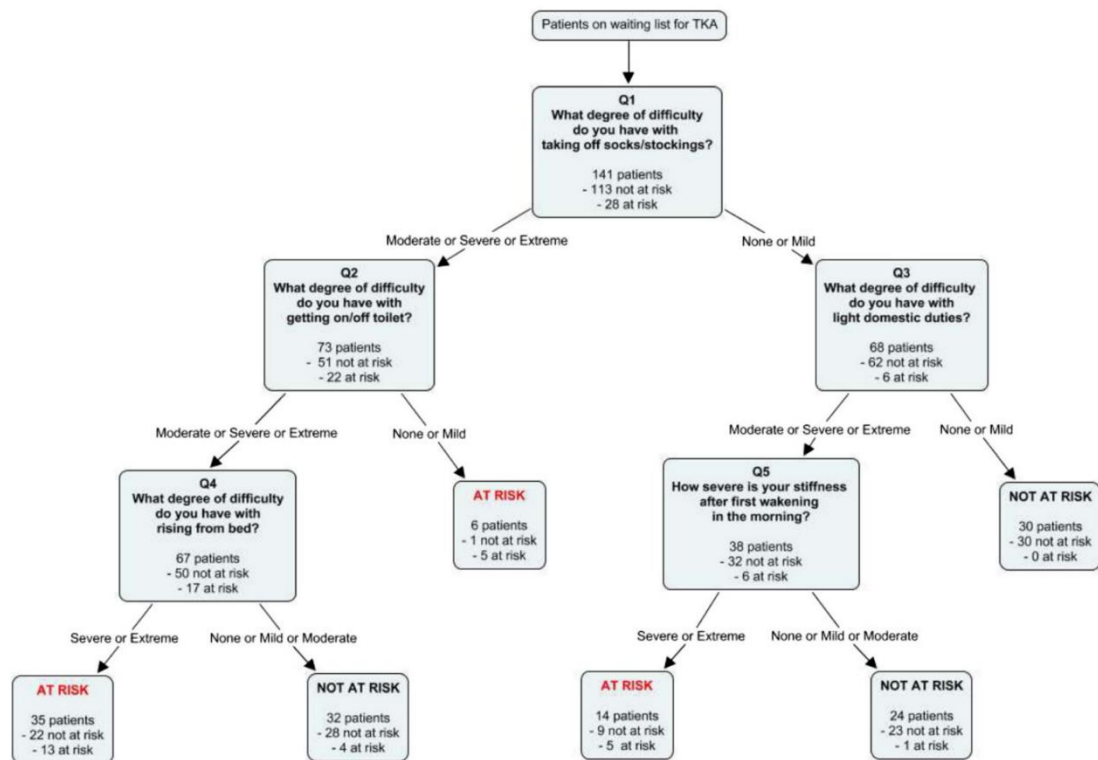 Patients on waiting list for TKA
Q1
What degree of difficulty
do you have with
taking off socks/stockings?
141 patients
- 113 not at risk
- 28 at risk
Moderate or Severe or Extreme
None or Mild
Q2
What degree of difficulty
do you have with
getting on/off toilet?
73 patients
- 51 not at risk
- 22 at risk
Q3
What degree of difficulty
do you have with
light domestic duties?
68 patients
- 62 not at risk
- 6 at risk
Moderate or Severe or Extreme
None or Mild
Moderate or Severe or Extreme
None or Mild
Q4
What degree of difficulty
do you have with
rising from bed?
67 patients
- 50 not at risk
- 17 at risk
AT RISK
6 patients
- 1 not at risk
- 5 at risk
Q5
How severe is your stiffness
after first wakening
in the morning?
38 patients
- 32 not at risk
- 6 at risk
NOT AT RISK
30 patients
- 30 not at risk
- 0 at risk
Severe or Extreme
None or Mild or Moderate
Severe or Extreme
None or Mild or Moderate
AT RISK
35 patients
- 22 not at risk
- 13 at risk
NOT AT RISK
32 patients
- 28 not at risk
- 4 at risk
AT RISK
14 patients
- 9 not at risk
- 5 at risk
NOT AT RISK
24 patients
- 23 not at risk
- 1 at risk